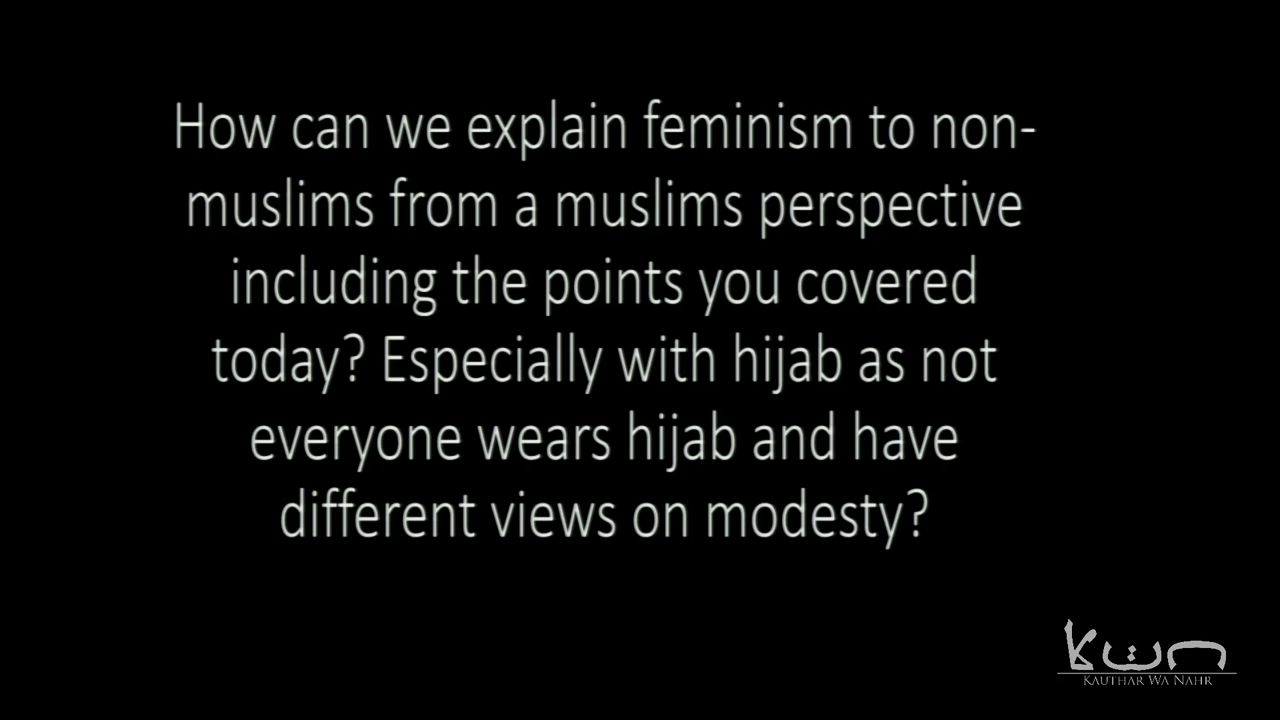 How can we explain feminism to non-
muslims from a muslims perspective
including the points you covered
today? Especially with hijab as not
everyone wears hijab and have
different views on modesty?
KAUTHAR WA NAHR